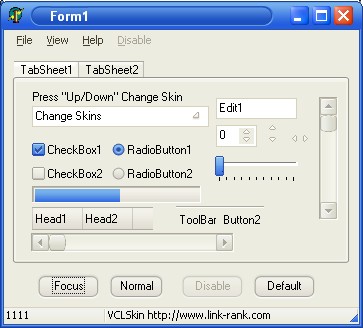 Form1
File View Help Disable
TabSheet1 TabSheet2
Press "Up/Down" Change Skin
Edit1
Change Skins
0
CheckBox1 RadioButton1
CheckBox2 RadioButton2
Head1 Head2 ToolBar Button2
Focus Normal Disable Default
1111 VCLSkin http://www.link-rank.com